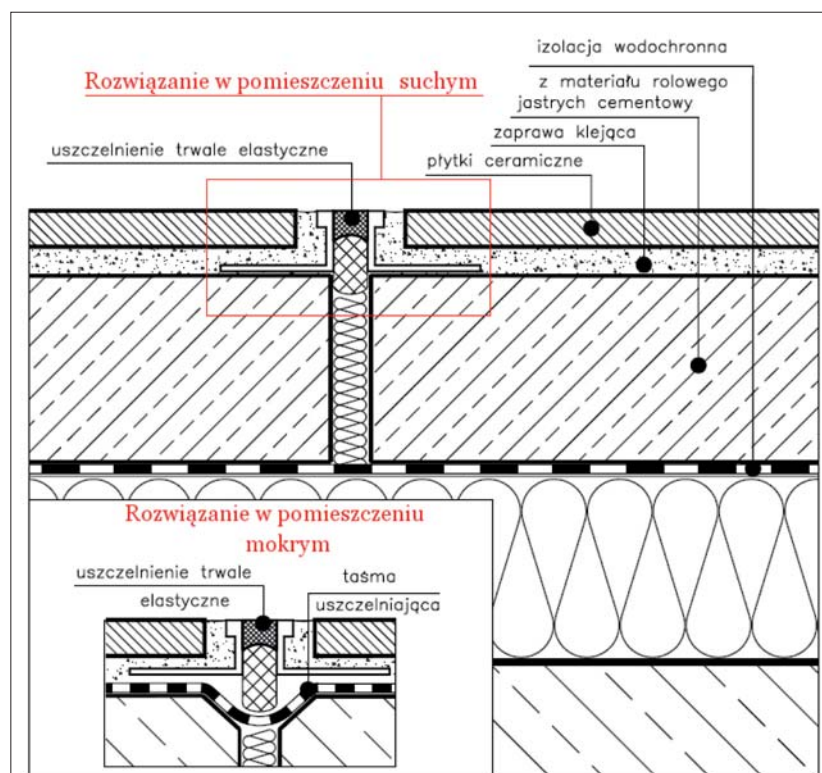 izolacja wodochronna
z materiału rolowego
jastrych cementowy
zaprawa klejąca
płytki ceramiczne
Rozwiązanie w pomieszczeniu suchym
uszczelnienie trwale elastyczne
Rozwiązanie w pomieszczeniu
mokrym
uszczelnienie trwale
elastyczne
taśma
uszczelniająca